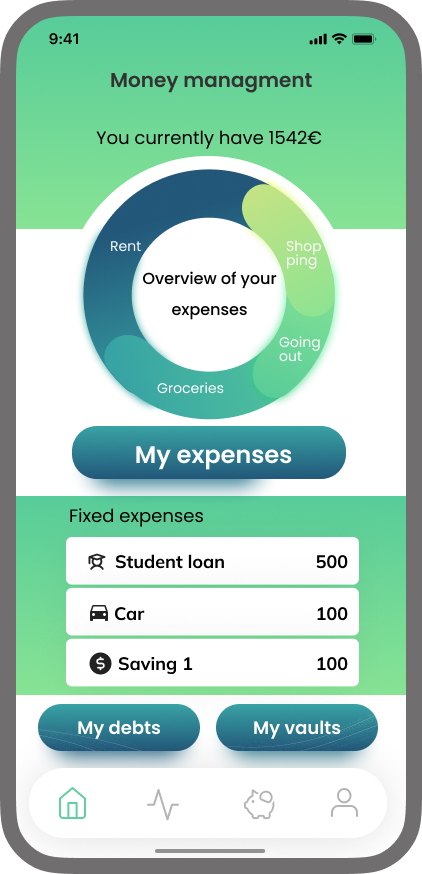 9:41
Money managment
You currently have 1542€
Rent
Shop
ping
Overview of your
expenses
Going
out
Groceries
My expenses
Fixed expenses
Student loan 500
Car 100
$ Saving 1 100
My debts My vaults